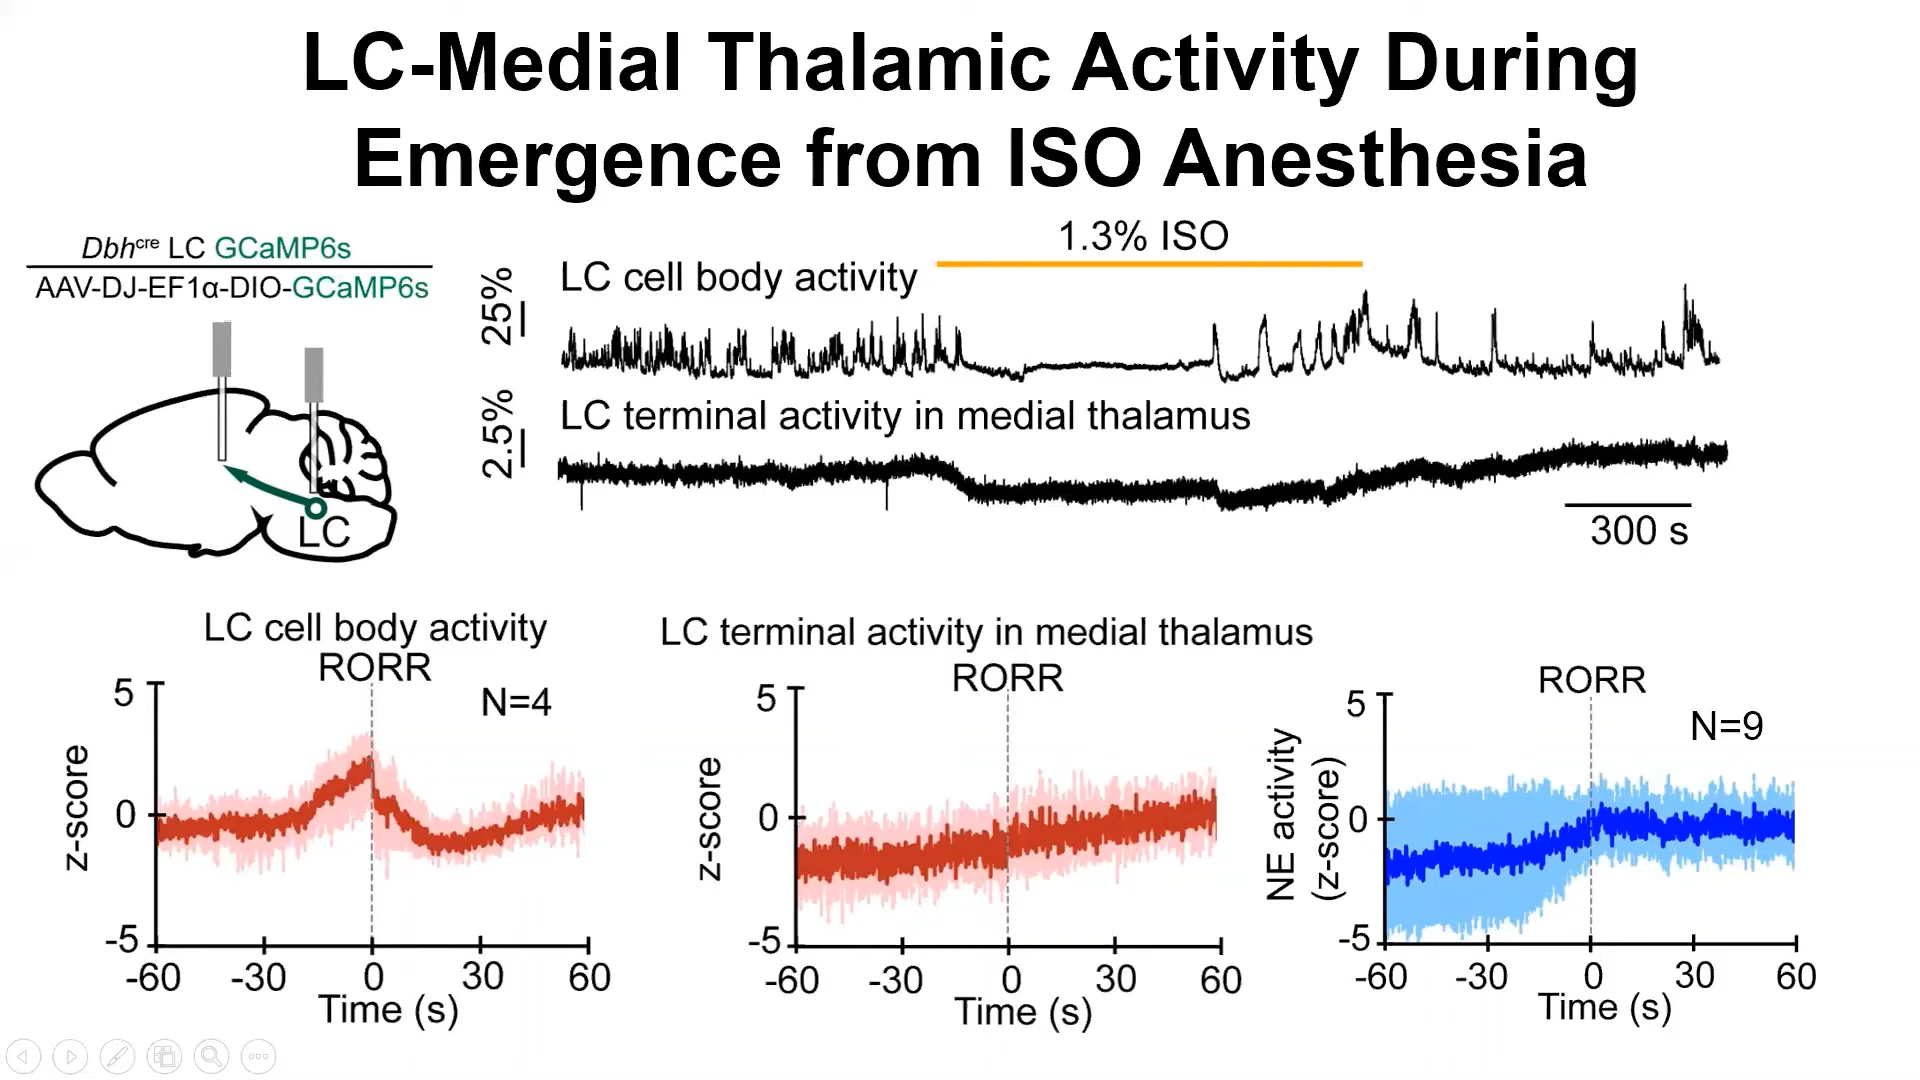 LC-Medial Thalamic Activity During
Emergence from ISO Anesthesia
Dbhcre LC GCaMP6s
AAV-DJ-EF1α-DIO-GCaMP6s
LC
1.3% ISO
LC cell body activity
25%
LC terminal activity in medial thalamus
2.5%
300 s
LC cell body activity
RORR
N=4
z-score
5
0
-5
-60 -30 0 30 60
Time (s)
LC terminal activity in medial thalamus
RORR
z-score
5
0
-5
-60 -30 0 30 60
Time (s)
RORR
N=9
NE activity
(z-score)
5
0
-5
-60 -30 0 30 60
Time (s)